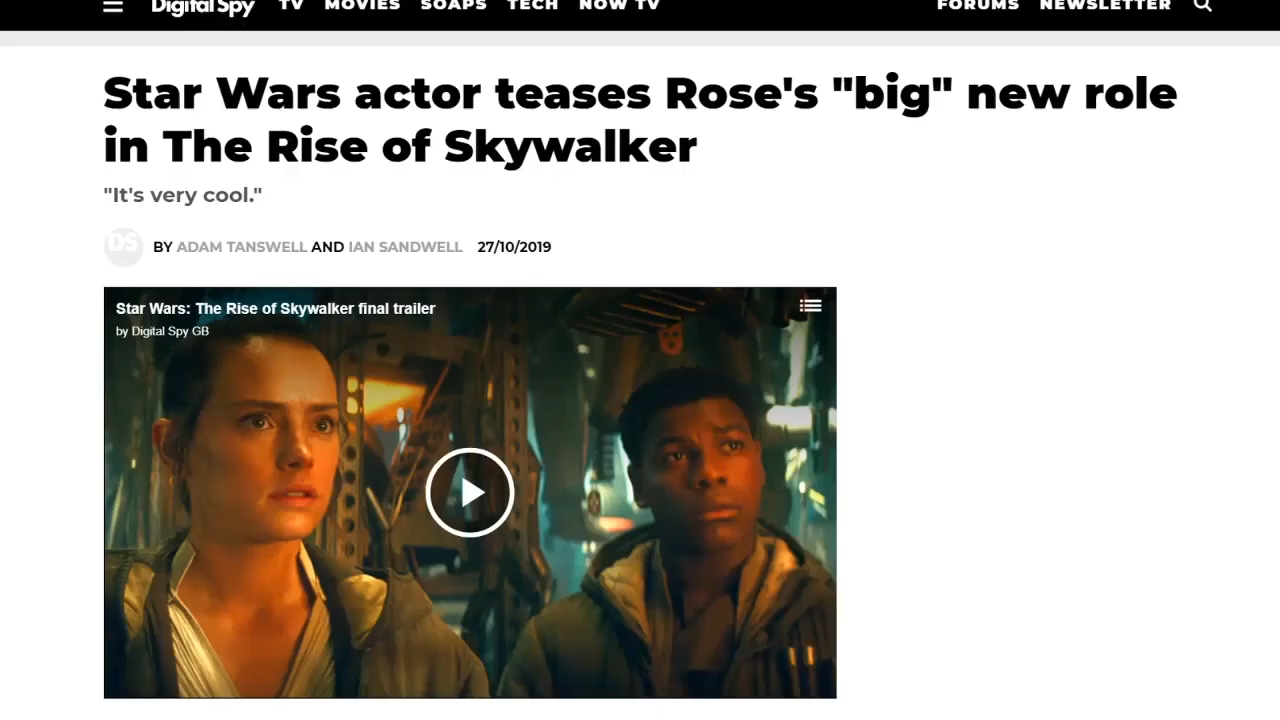 Digital Spy TV MOVIES SOAPS TECH NOW TV FORUMS NEWSLETTER
Star Wars actor teases Rose's "big" new role
in The Rise of Skywalker
"It's very cool."
DS BY ADAM TANSWELL AND IAN SANDWELL 27/10/2019
Star Wars: The Rise of Skywalker final trailer
by Digital Spy GB